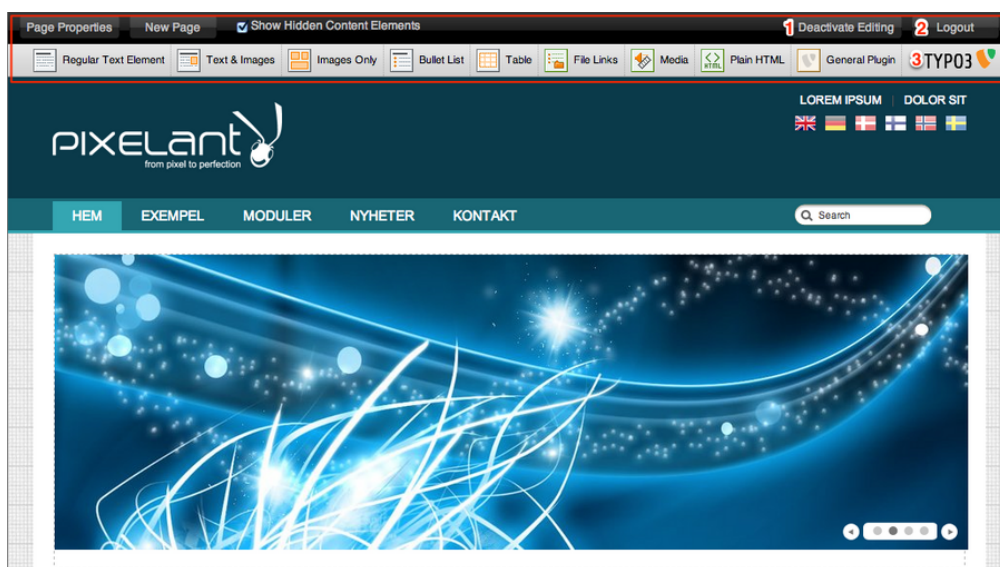 Page Properties New Page Show Hidden Content Elements 1 Deactivate Editing 2 Logout
Regular Text Element Text & Images Images Only Bullet List Table File Links Media HTML Plain HTML General Plugin 3 TYPO3
LOREM IPSUM | DOLOR SIT
PIXELant
from pixel to perfection
HEM EXEMPEL MODULER NYHETER KONTAKT Search